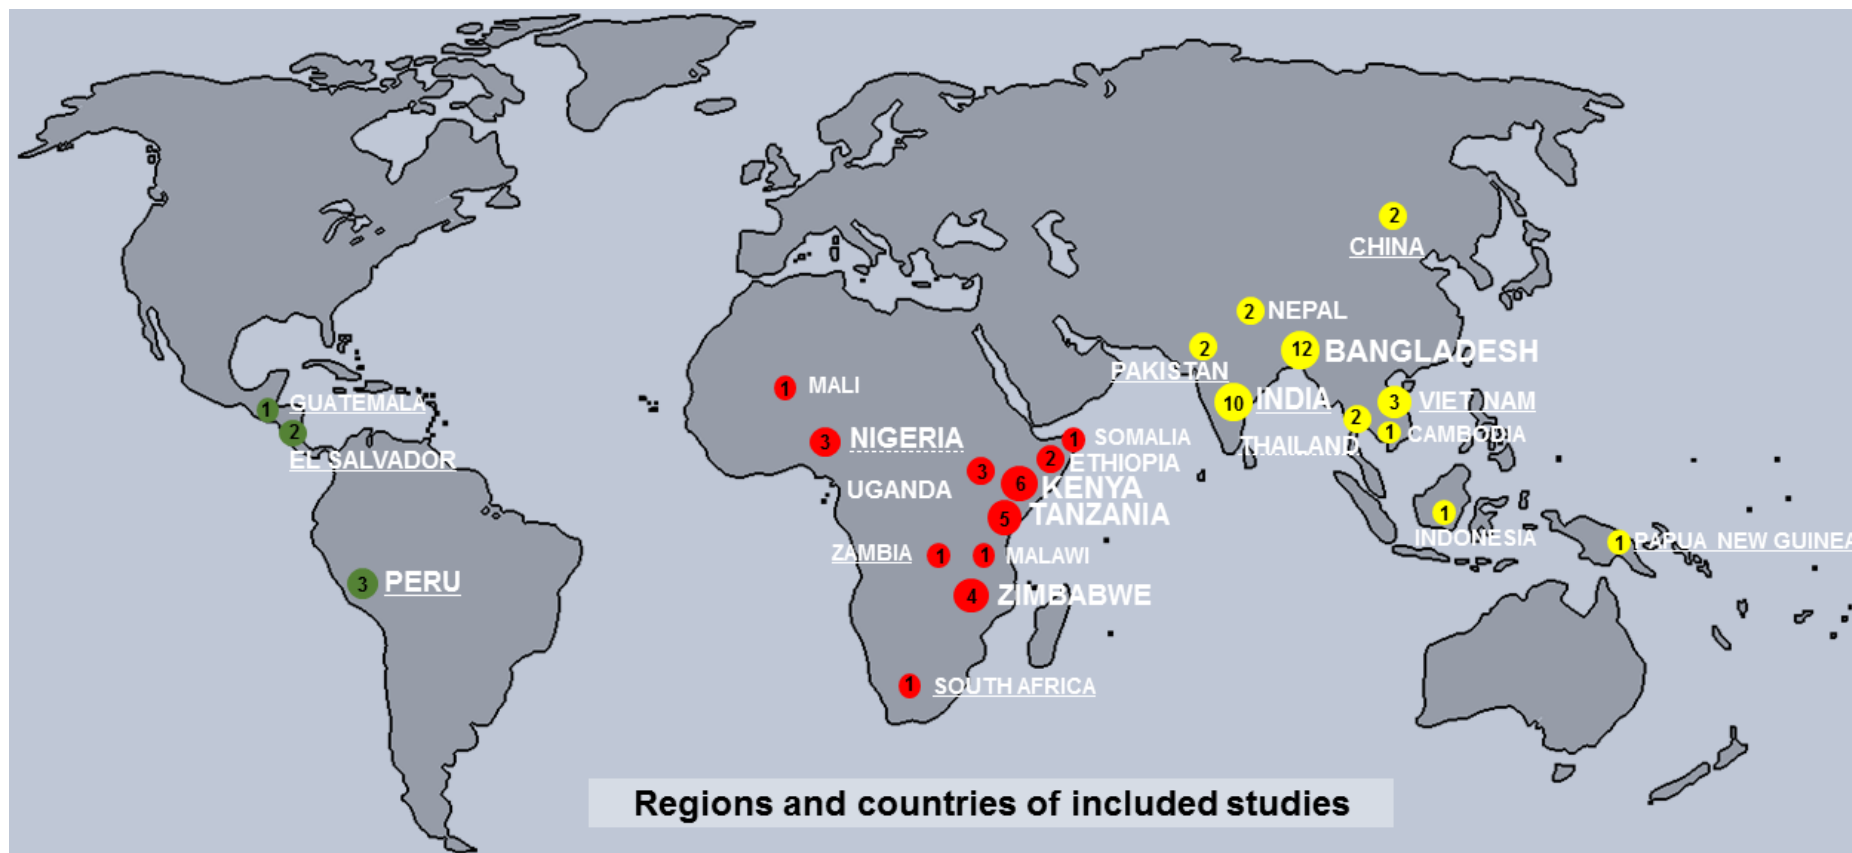 2
CHINA
2 NEPAL
2
PAKISTAN
12 BANGLADESH
1 MALI
10 INDIA
3 VIET NAM
1 GUATEMALA
2
EL SALVADOR
3 NIGERIA
1 SOMALIA
2
THAILAND
1 CAMBODIA
2 ETHIOPIA
3
UGANDA
6 KENYA
5 TANZANIA
1
INDONESIA
1 PAPUA NEW GUINEA
ZAMBIA 1
1 MALAWI
3 PERU
4 ZIMBABWE
1 SOUTH AFRICA
Regions and countries of included studies